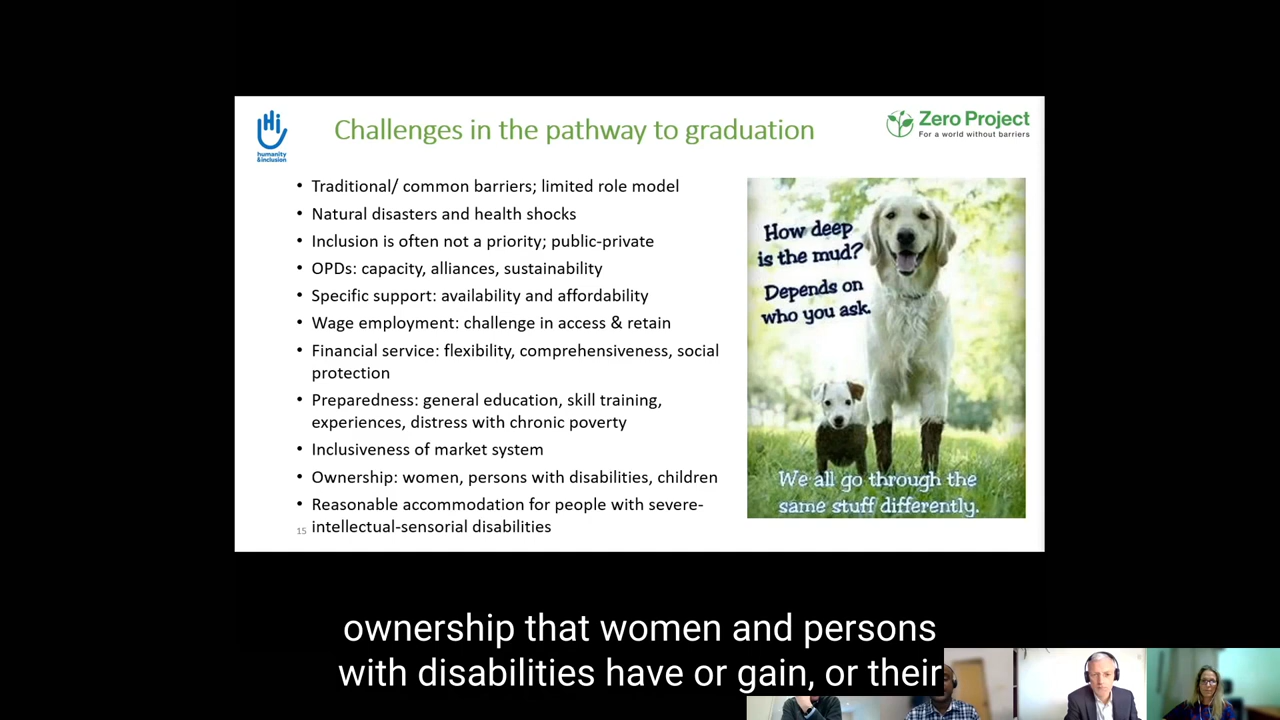 Hi
humanity
&inclusion
Challenges in the pathway to graduation
Zero Project
For a world without barriers
• Traditional/ common barriers; limited role model
• Natural disasters and health shocks
• Inclusion is often not a priority; public-private
• OPDs: capacity, alliances, sustainability
• Specific support: availability and affordability
• Wage employment: challenge in access & retain
• Financial service: flexibility, comprehensiveness, social
protection
• Preparedness: general education, skill training,
experiences, distress with chronic poverty
• Inclusiveness of market system
• Ownership: women, persons with disabilities, children
• Reasonable accommodation for people with severe-
intellectual-sensorial disabilities
15
How deep
is the mud?
Depends on
who you ask.
We all go through the
same stuff differently.
ownership that women and persons
with disabilities have or gain, or their